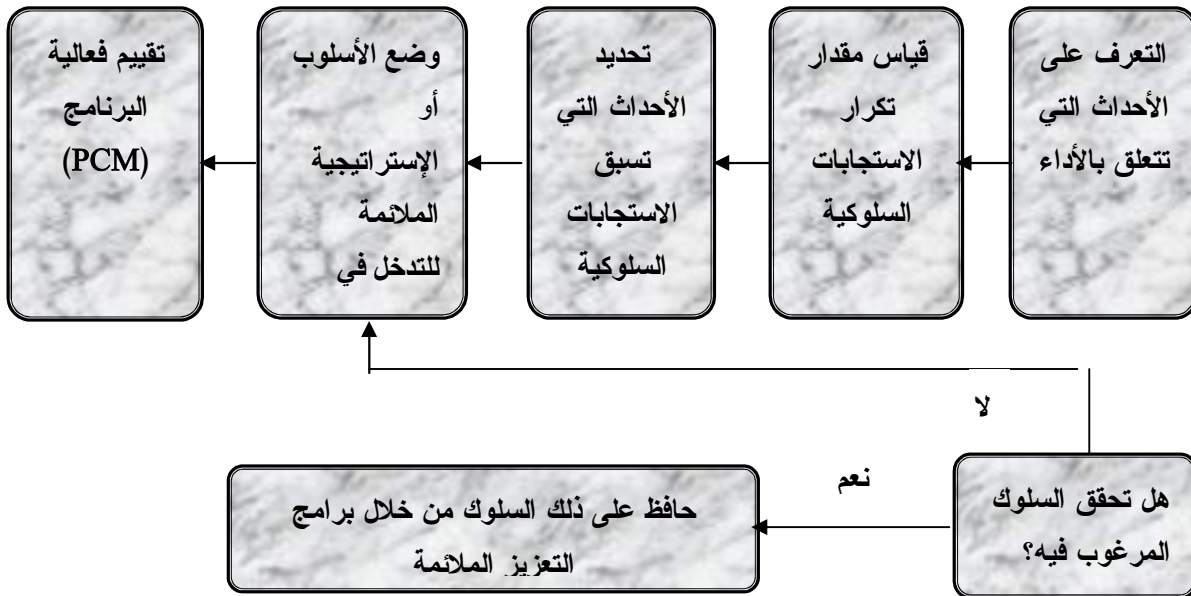 التعرف على
الأحداث التي
تتعلق بالأداء
قياس مقدار
تكرار
الاستجابات
السلوكية
تحديد
الأحداث التي
تسبق
الاستجابات
السلوكية
وضع الأسلوب
أو
الإستراتيجية
الملائمة
للتدخل في
تقييم فعالية
البرنامج
(PCM)
لا
هل تحقق السلوك
المرغوب فيه؟
نعم
حافظ على ذلك السلوك من خلال برامج
التعزيز الملائمة